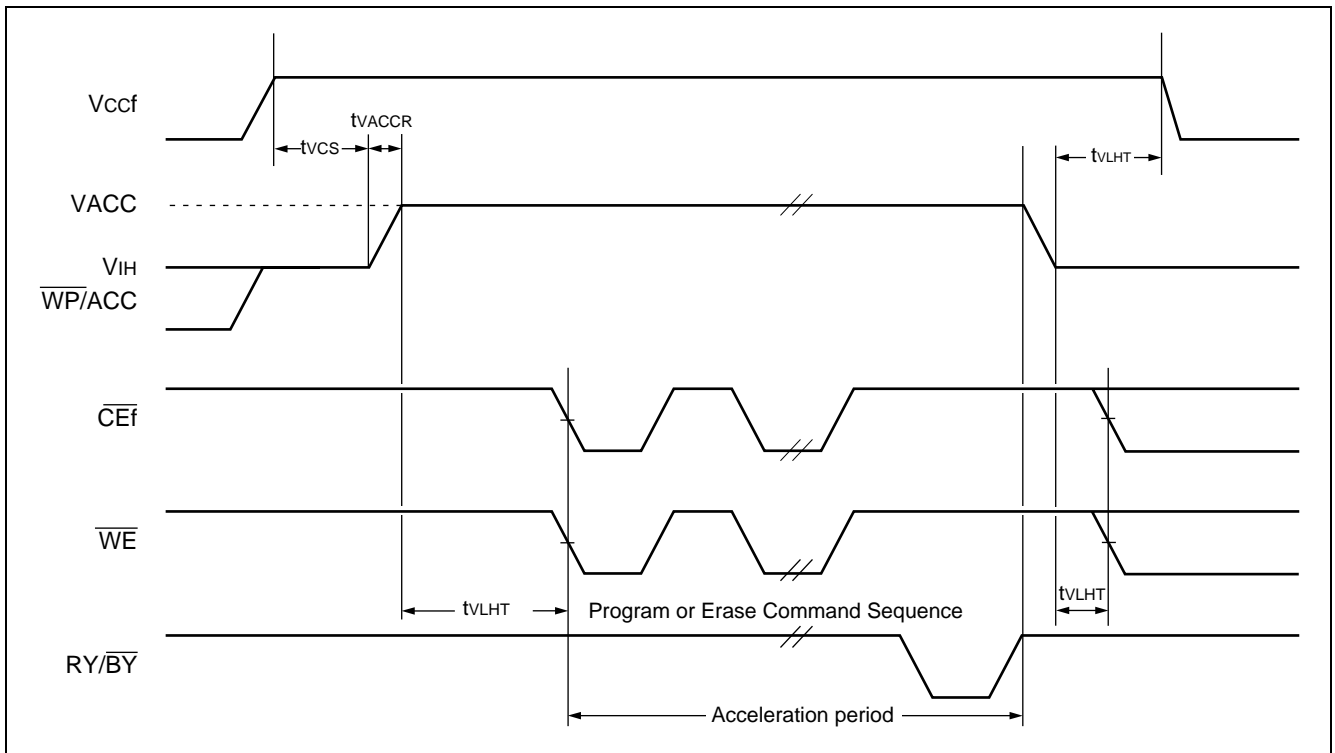 VCCf
tVCS
tVACCR
tVLHT
VACC
VIH
WP/ACC
CEf
WE
tVLHT
Program or Erase Command Sequence
tVLHT
RY/BY
Acceleration period